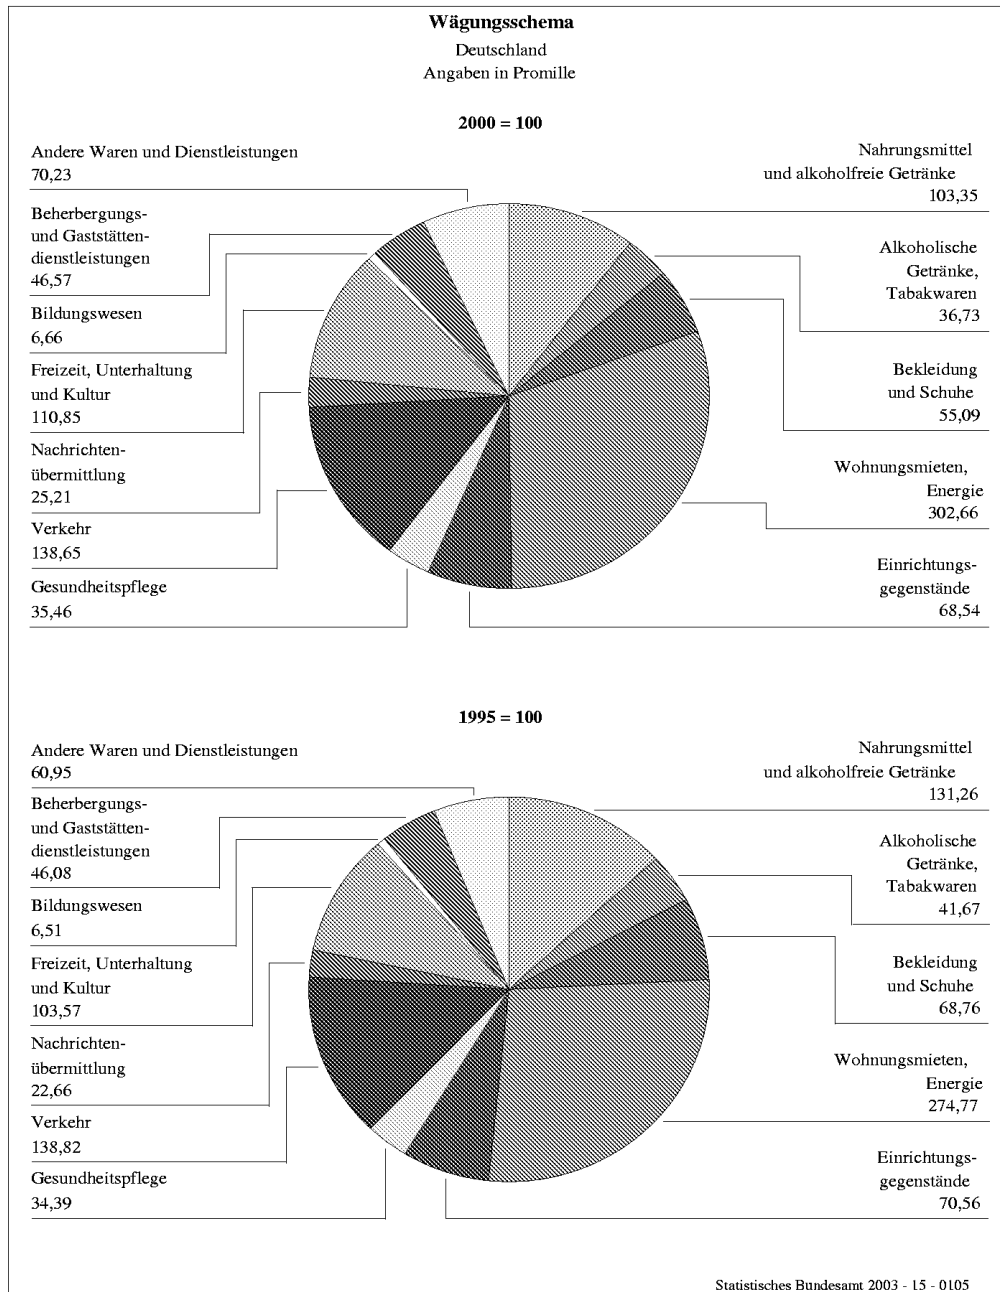 Wägungsschema
Deutschland
Angaben in Promille
2000 = 100
Andere Waren und Dienstleistungen
70,23
Beherbergungs-
und Gaststätten-
dienstleistungen
46,57
Bildungswesen
6,66
Freizeit, Unterhaltung
und Kultur
110,85
Nachrichten-
übermittlung
25,21
Verkehr
138,65
Gesundheitspflege
35,46
Nahrungsmittel
und alkoholfreie Getränke
103,35
Alkoholische
Getränke,
Tabakwaren
36,73
Bekleidung
und Schuhe
55,09
Wohnungsmieten,
Energie
302,66
Einrichtungs-
gegenstände
68,54
1995 = 100
Andere Waren und Dienstleistungen
60,95
Beherbergungs-
und Gaststätten-
dienstleistungen
46,08
Bildungswesen
6,51
Freizeit, Unterhaltung
und Kultur
103,57
Nachrichten-
übermittlung
22,66
Verkehr
138,82
Gesundheitspflege
34,39
Nahrungsmittel
und alkoholfreie Getränke
131,26
Alkoholische
Getränke,
Tabakwaren
41,67
Bekleidung
und Schuhe
68,76
Wohnungsmieten,
Energie
274,77
Einrichtungs-
gegenstände
70,56
Statistisches Bundesamt 2003 - 15 - 0105